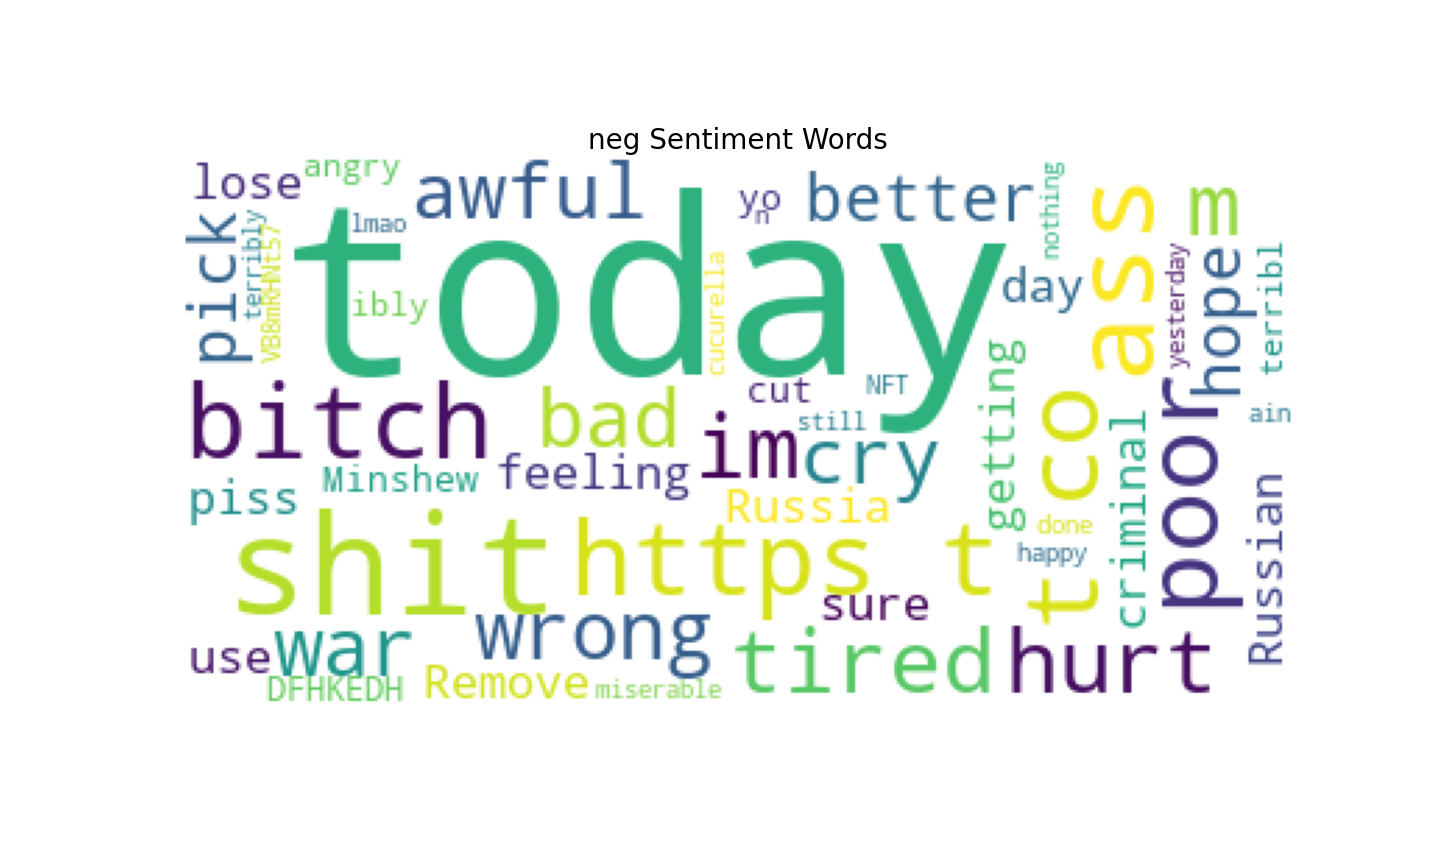 neg Sentiment Words
lose
angry
awful
yo
n
better
nothing
ass
m
pick
terribly
VB8mRHNtS7
lmao
today
ibly
cucurella
day
yesterday
hope
terribl
bitch
bad
cut
NFT
still
im
cry
getting
t co
criminal
poor
ain
piss
Minshew
feeling
Russia
done
happy
Russian
shit
https t
sure
use
war
wrong
tired
hurt
DFHKEDH
Remove
miserable